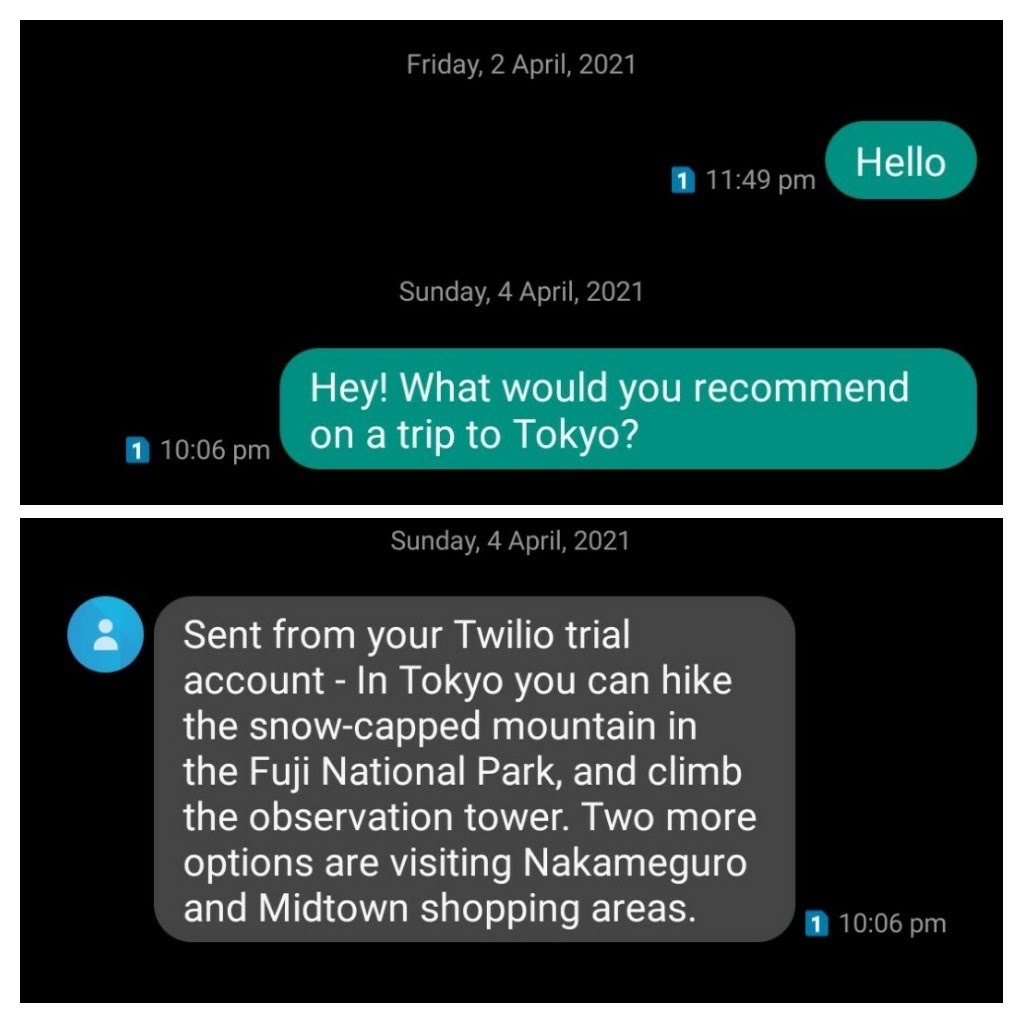 Friday, 2 April, 2021
Hello
1 11:49 pm
Sunday, 4 April, 2021
Hey! What would you recommend
on a trip to Tokyo?
1 10:06 pm
Sunday, 4 April, 2021
Sent from your Twilio trial
account - In Tokyo you can hike
the snow-capped mountain in
the Fuji National Park, and climb
the observation tower. Two more
options are visiting Nakameguro
and Midtown shopping areas.
1 10:06 pm